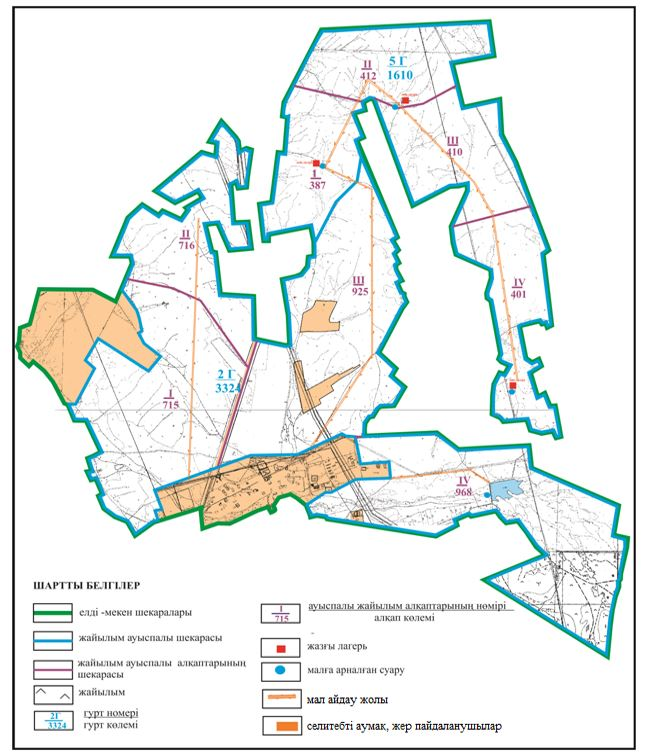 II
412
5 Г
1610
Ш
410
I
387
II
716
Ш
925
IV
401
2 Г
3324
I
715
IV
968
ШАРТТЫ БЕЛГІЛЕР
елді -мекен шекаралары
жайылым ауыспалы шекарасы
жайылым ауыспалы алқаптарының
шекарасы
жайылым
2Г
3324
гурт номері
гурт көлемі
I
715
ауыспалы жайылым алқаптарының нөмірі
алқап көлемі
жазғы лагерь
малға арналған суару
мал айдау жолы
селитебті аумақ, жер пайдаланушылар